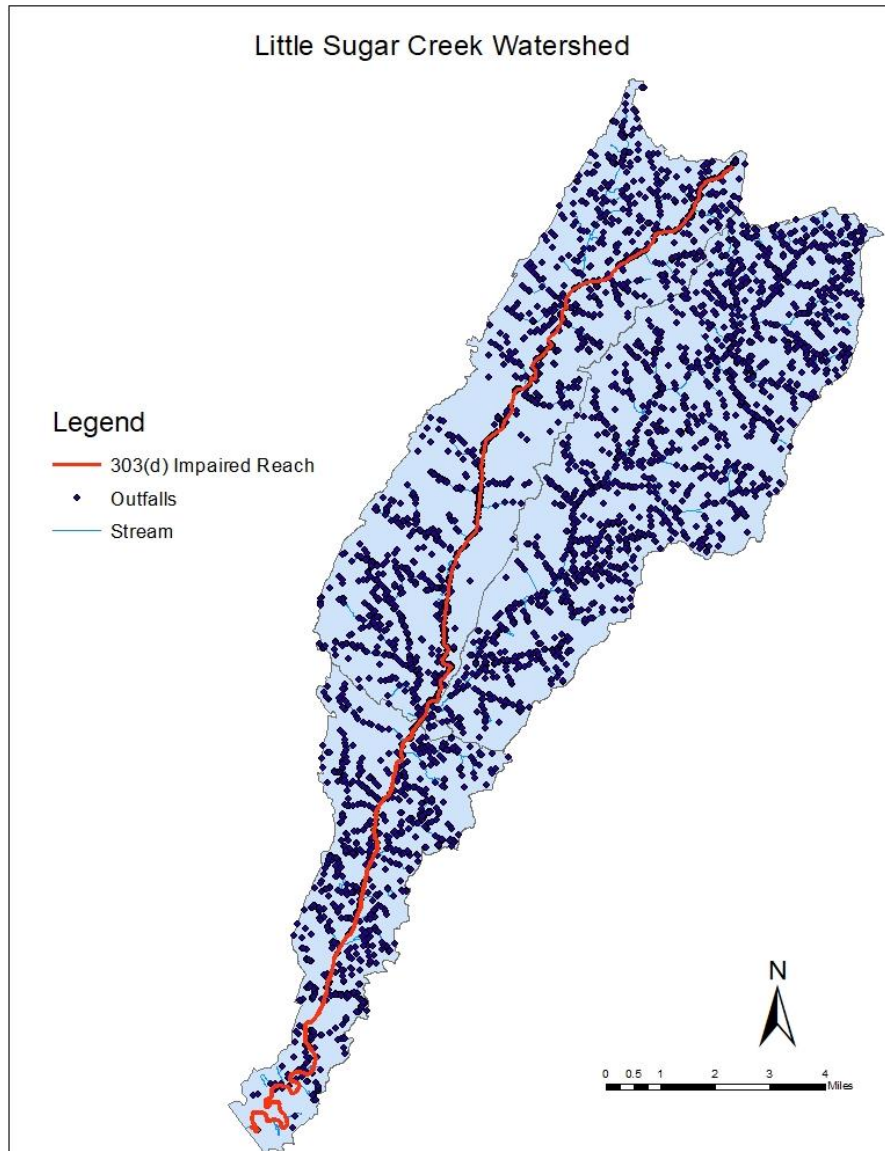 Little Sugar Creek Watershed
Legend
303(d) Impaired Reach
Outfalls
Stream
N
0 0.5 1 2 3 4
Miles